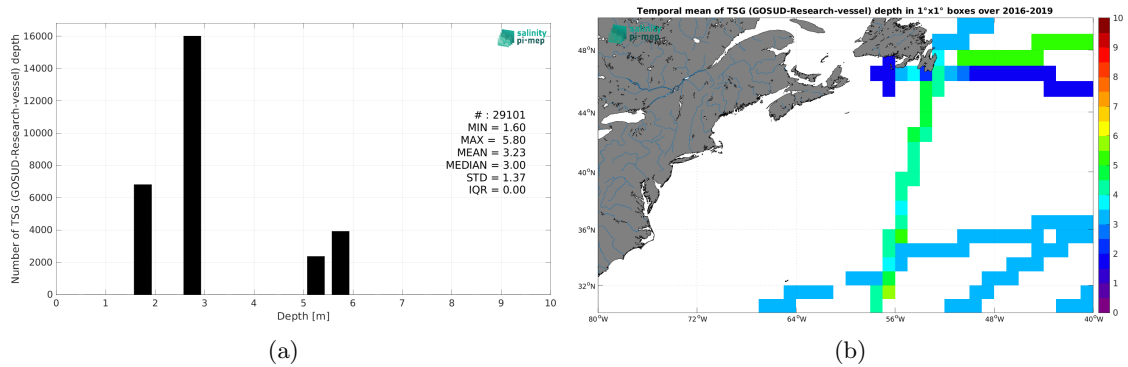 Number of TSG (GOSUD-Research-vessel) depth
16000
14000
12000
10000
8000
6000
4000
2000
0
0 1 2 3 4 5 6 7 8 9 10
Depth [m]
salinity
pi-mep
# : 29101
MIN = 1.60
MAX = 5.80
MEAN = 3.23
MEDIAN = 3.00
STD = 1.37
IQR = 0.00
(a)
Temporal mean of TSG (GOSUD-Research-vessel) depth in 1°x1° boxes over 2016-2019
salinity
pi-mep
48°N
44°N
40°N
36°N
32°N
80°W 72°W 64°W 56°W 48°W 40°W
10
9
8
7
6
5
4
3
2
1
0
(b)